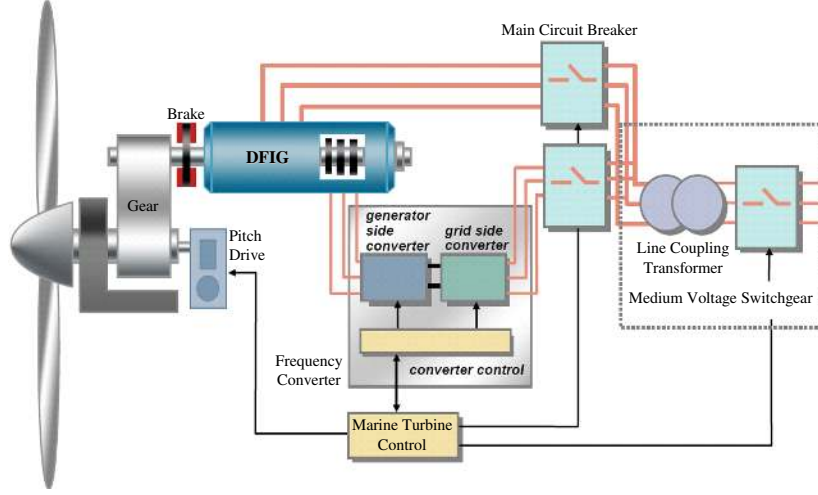 Main Circuit Breaker
Brake
DFIG
Gear
generator
side
converter
grid side
converter
Pitch
Drive
Line Coupling
Transformer
Medium Voltage Switchgear
Frequency
Converter
converter control
Marine Turbine
Control